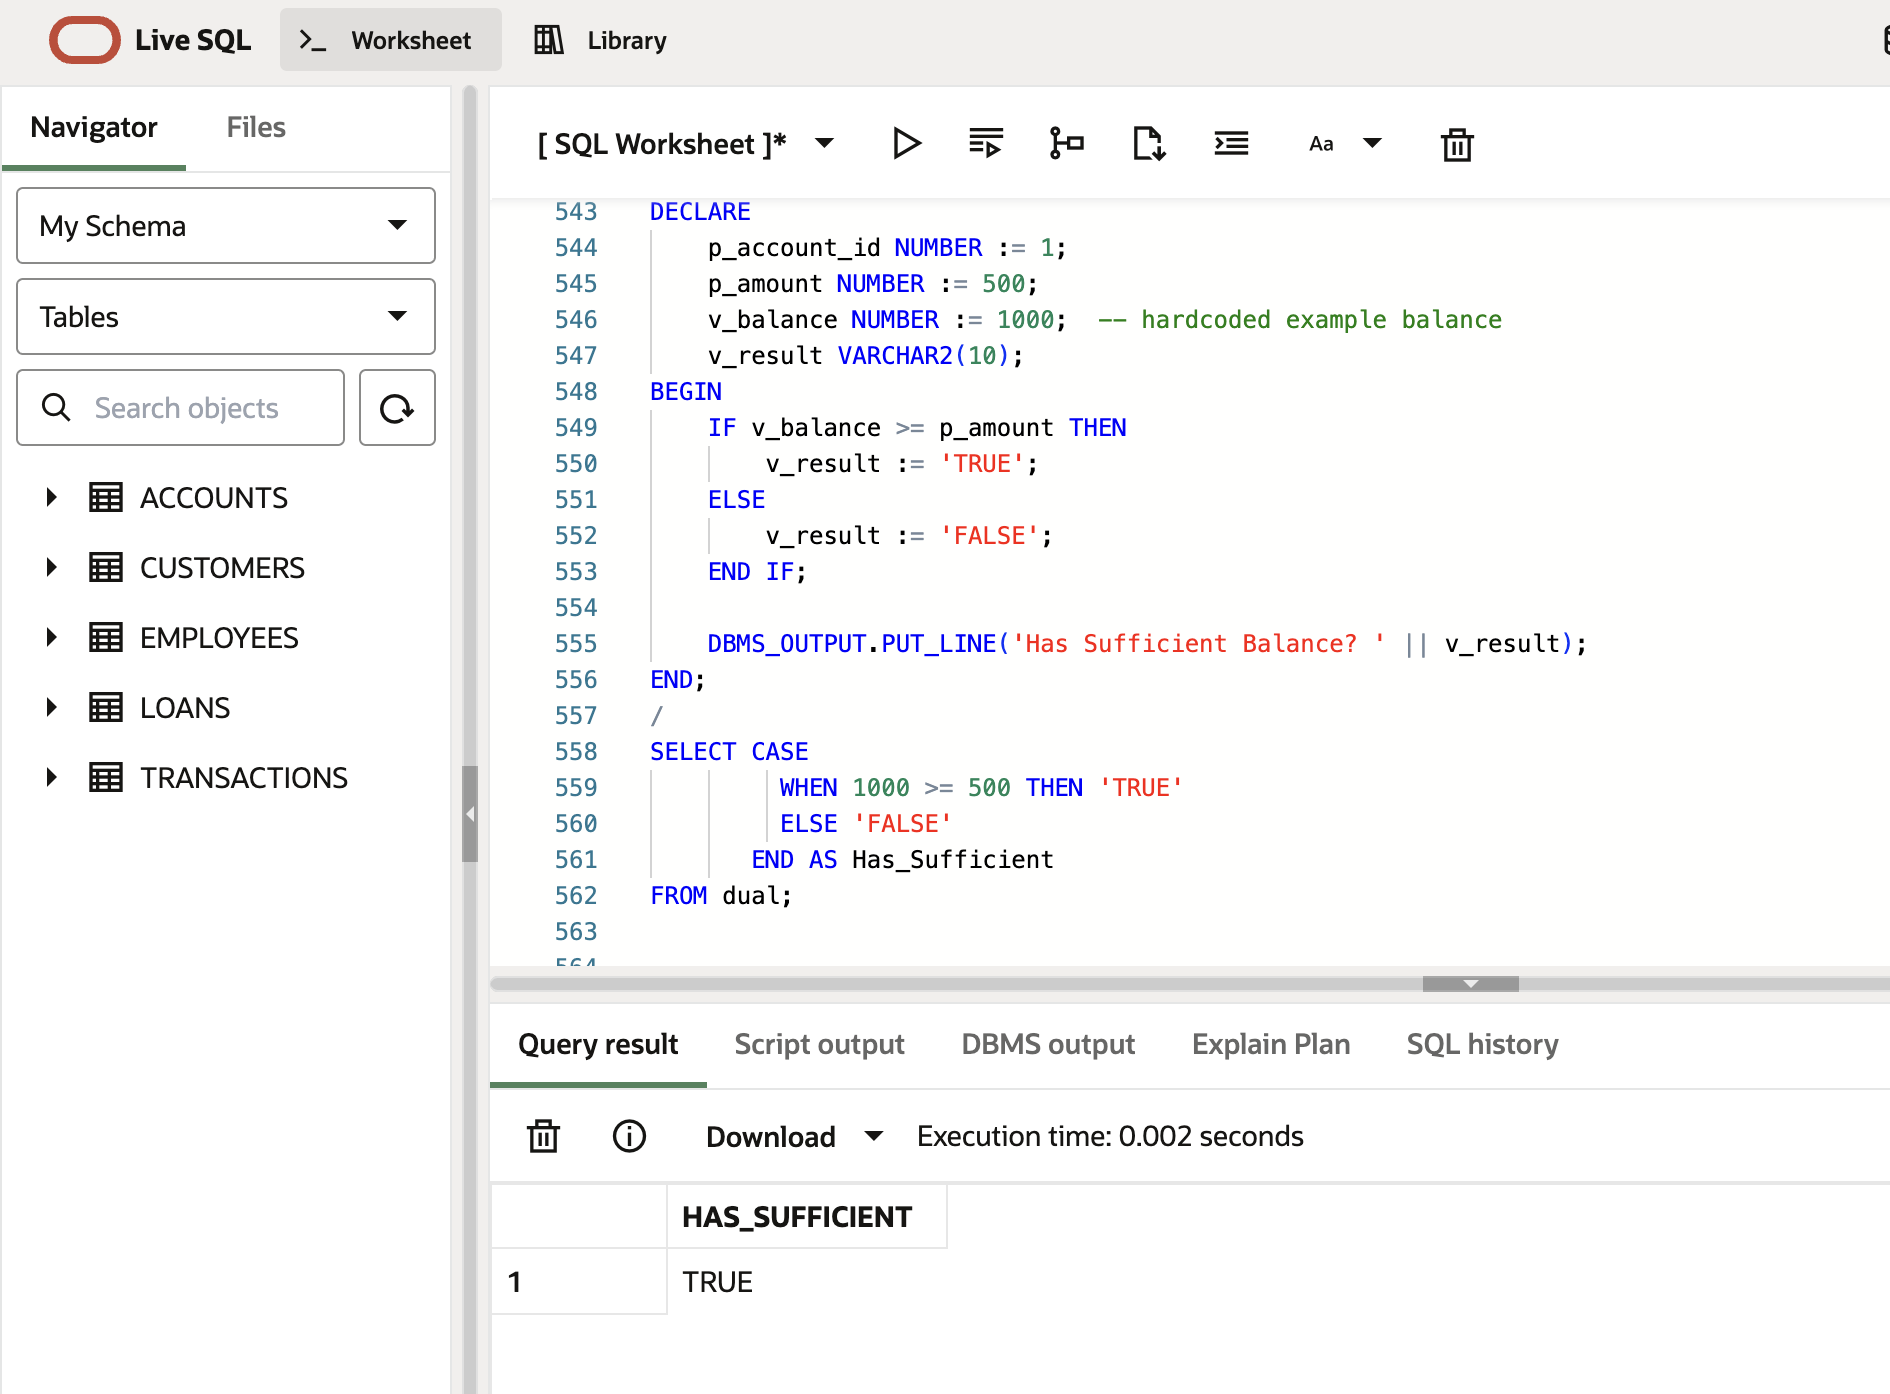 Live SQL
Worksheet
Library
Navigator
Files
My Schema
Tables
Search objects
ACCOUNTS
CUSTOMERS
EMPLOYEES
LOANS
TRANSACTIONS
[ SQL Worksheet ]*
Aa
543 DECLARE
544     p_account_id NUMBER := 1;
545     p_amount NUMBER := 500;
546     v_balance NUMBER := 1000;  -- hardcoded example balance
547     v_result VARCHAR2(10);
548 BEGIN
549     IF v_balance >= p_amount THEN
550         v_result := 'TRUE';
551     ELSE
552         v_result := 'FALSE';
553     END IF;
554
555     DBMS_OUTPUT.PUT_LINE('Has Sufficient Balance? ' || v_result);
556 END;
557 /
558 SELECT CASE
559          WHEN 1000 >= 500 THEN 'TRUE'
560          ELSE 'FALSE'
561        END AS Has_Sufficient
562 FROM dual;
563
564
Query result
Script output
DBMS output
Explain Plan
SQL history
Download
Execution time: 0.002 seconds
HAS_SUFFICIENT
1 TRUE